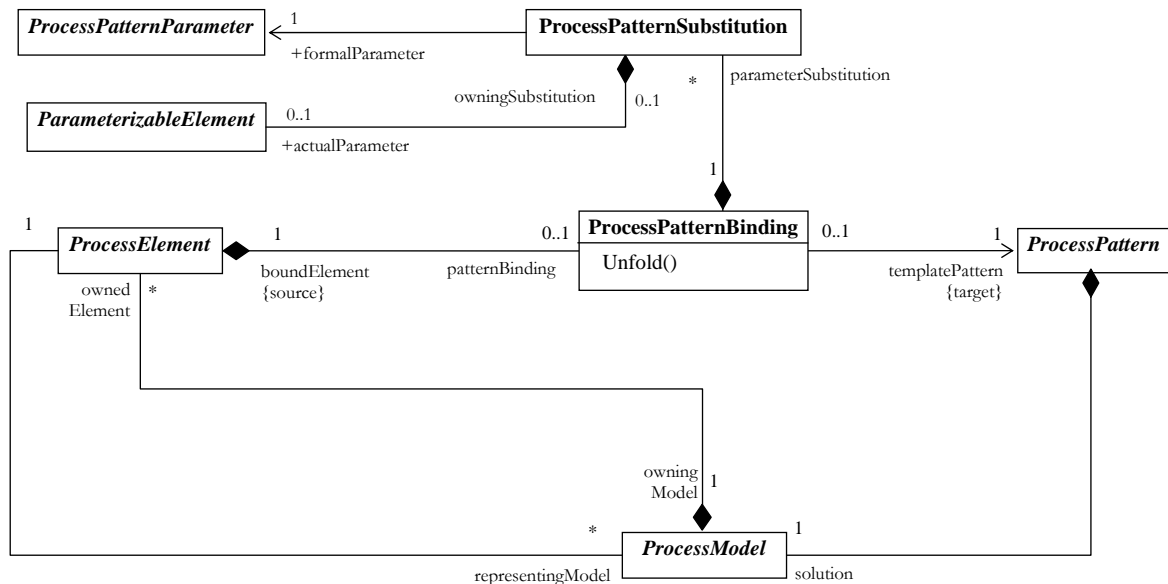 ProcessPatternParameter
1
+formalParameter
ProcessPatternSubstitution
owningSubstitution
0..1
*
parameterSubstitution
ParameterizableElement
0..1
+actualParameter
1
1
ProcessElement
1
boundElement
{source}
0..1
patternBinding
ProcessPatternBinding
Unfold()
0..1
1
templatePattern
{target}
ProcessPattern
owned
Element
*
owning
Model
1
*
representingModel
ProcessModel
1
solution